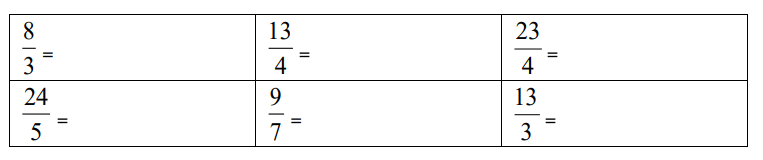 8/3 = 13/4 = 23/4 =
24/5 = 9/7 = 13/3 =